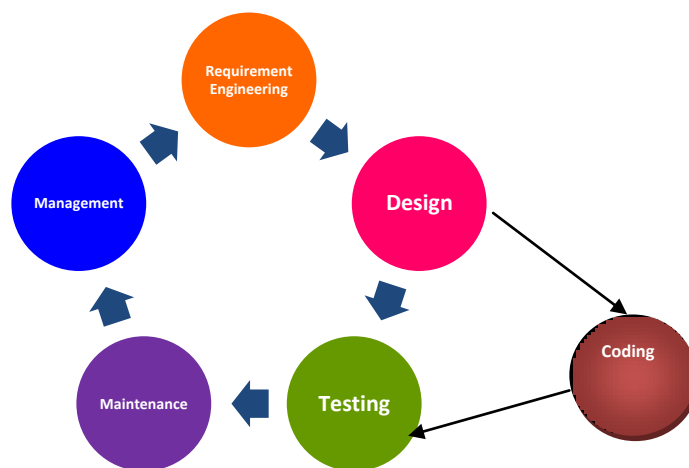 Requirement
Engineering
Management
Design
Coding
Maintenance
Testing